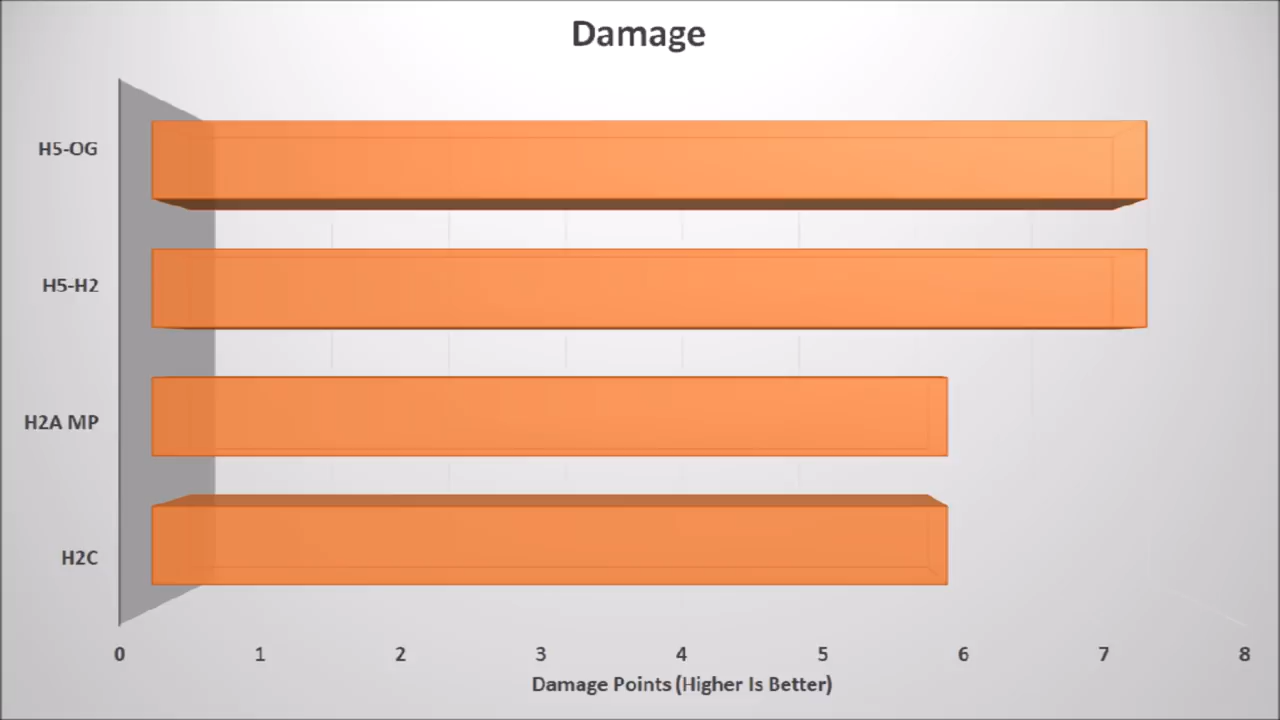 Damage
H5-OG
H5-H2
H2A MP
H2C
0 1 2 3 4 5 6 7 8
Damage Points (Higher Is Better)